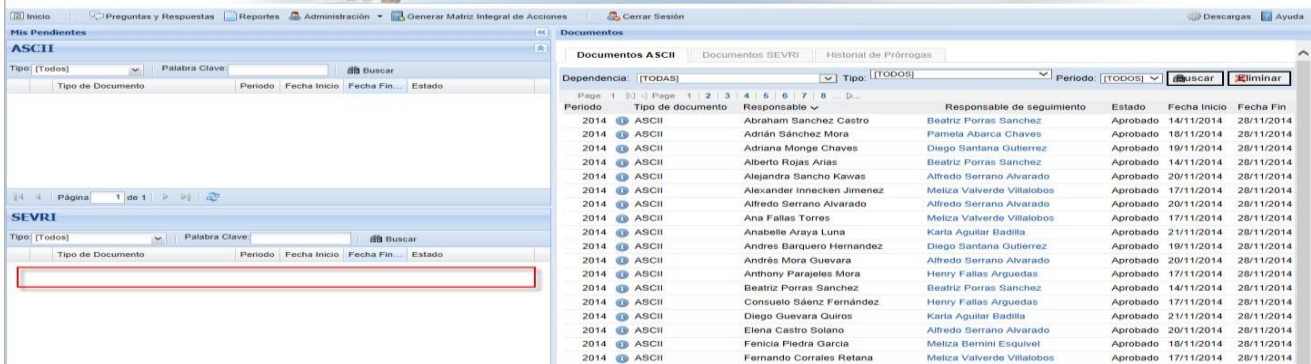 Inicio Preguntas y Respuestas Reportes Administración Generar Matriz Integral de Acciones Cerrar Sesión Descargas Ayuda
Mis Pendientes
ASCII
Tipo: [Todos] Palabra Clave: Buscar
Tipo de Documento Periodo Fecha Inicio Fecha Fin... Estado
Página 1 de 1
SEVRI
Tipo: [Todos] Palabra Clave: Buscar
Tipo de Documento Periodo Fecha Inicio Fecha Fin... Estado
Documentos
Documentos ASCII Documentos SEVRI Historial de Prórrogas
Dependencia: [TODAS] Tipo: [TODOS] Periodo: [TODOS] Buscar Eliminar
Page 1 Page 1 2 3 4 5 6 7 8 ...
Periodo Tipo de documento Responsable Responsable de seguimiento Estado Fecha Inicio Fecha Fin
2014 ASCII Abraham Sanchez Castro Beatriz Porras Sanchez Aprobado 14/11/2014 28/11/2014
2014 ASCII Adrián Sánchez Mora Pamela Abarca Chaves Aprobado 18/11/2014 28/11/2014
2014 ASCII Adriana Monge Chaves Diego Santana Gutierrez Aprobado 19/11/2014 28/11/2014
2014 ASCII Alberto Rojas Arias Beatriz Porras Sanchez Aprobado 14/11/2014 28/11/2014
2014 ASCII Alejandra Sancho Kawas Alfredo Serrano Alvarado Aprobado 20/11/2014 28/11/2014
2014 ASCII Alexander Innecken Jimenez Meliza Valverde Villalobos Aprobado 17/11/2014 28/11/2014
2014 ASCII Alfredo Serrano Alvarado Alfredo Serrano Alvarado Aprobado 20/11/2014 28/11/2014
2014 ASCII Ana Fallas Torres Meliza Valverde Villalobos Aprobado 17/11/2014 28/11/2014
2014 ASCII Anabelle Araya Luna Karla Aguilar Badilla Aprobado 21/11/2014 28/11/2014
2014 ASCII Andres Barquero Hernandez Diego Santana Gutierrez Aprobado 19/11/2014 28/11/2014
2014 ASCII Andrés Mora Guevara Alfredo Serrano Alvarado Aprobado 20/11/2014 28/11/2014
2014 ASCII Anthony Parajeles Mora Henry Fallas Arguedas Aprobado 17/11/2014 28/11/2014
2014 ASCII Beatriz Porras Sanchez Beatriz Porras Sanchez Aprobado 14/11/2014 28/11/2014
2014 ASCII Consuelo Sáenz Fernández Henry Fallas Arguedas Aprobado 17/11/2014 28/11/2014
2014 ASCII Diego Guevara Quiros Karla Aguilar Badilla Aprobado 21/11/2014 28/11/2014
2014 ASCII Elena Castro Solano Alfredo Serrano Alvarado Aprobado 20/11/2014 28/11/2014
2014 ASCII Fenicia Piedra Garcia Meliza Bernini Esquivel Aprobado 18/11/2014 28/11/2014
2014 ASCII Fernando Corrales Retana Meliza Valverde Villalobos Aprobado 17/11/2014 28/11/2014